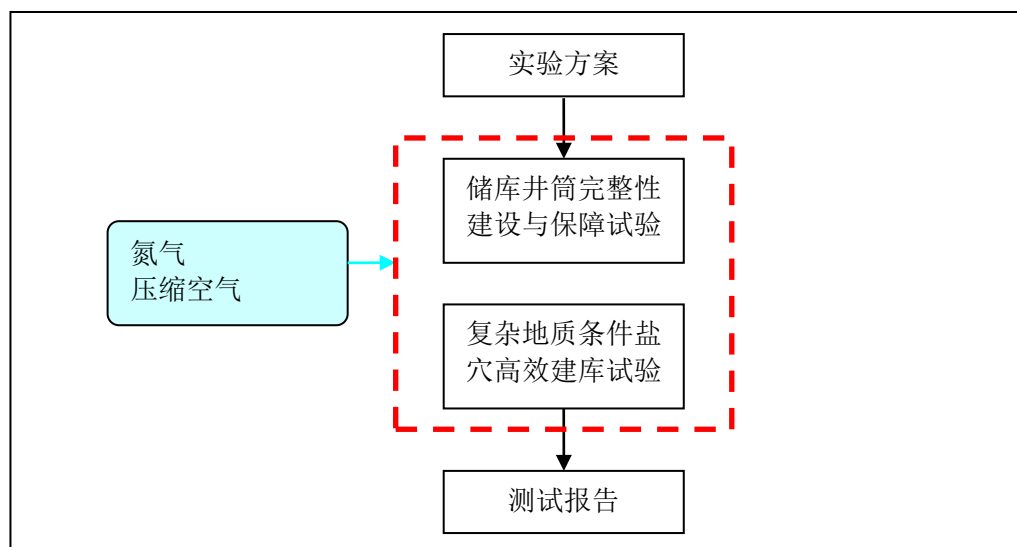 实验方案
储库井筒完整性
建设与保障试验
氮气
压缩空气
复杂地质条件盐
穴高效建库试验
测试报告